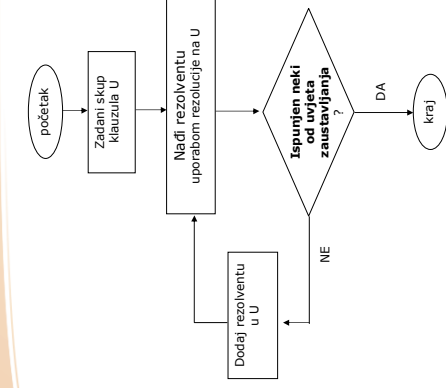 početak
Zadani skup
klauzula U
Nađi rezolventu
uporabom rezolucije na U
Ispunjen neki
od uvjeta
zaustavljanja
?
DA
kraj
NE
Dodaj rezolventu
u U